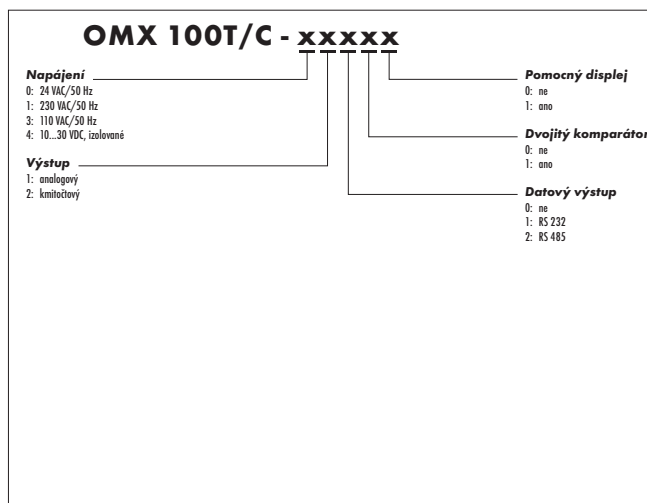 OMX 100T/C - xxxxx
Napájení
0: 24 VAC/50 Hz
1: 230 VAC/50 Hz
3: 110 VAC/50 Hz
4: 10...30 VDC, izolované
Výstup
1: analogový
2: kmitočtový
Pomocný displej
0: ne
1: ano
Dvojitý komparátor
0: ne
1: ano
Datový výstup
0: ne
1: RS 232
2: RS 485